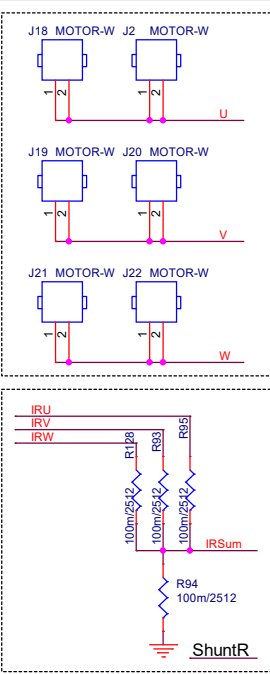 J18 MOTOR-W J2 MOTOR-W
1 2 1 2
U
J19 MOTOR-W J20 MOTOR-W
1 2 1 2
V
J21 MOTOR-W J22 MOTOR-W
1 2 1 2
W
IRU
IRV
IRW
R128 R93 R95
100m/2512 100m/2512 100m/2512
IRSum
R94
100m/2512
ShuntR